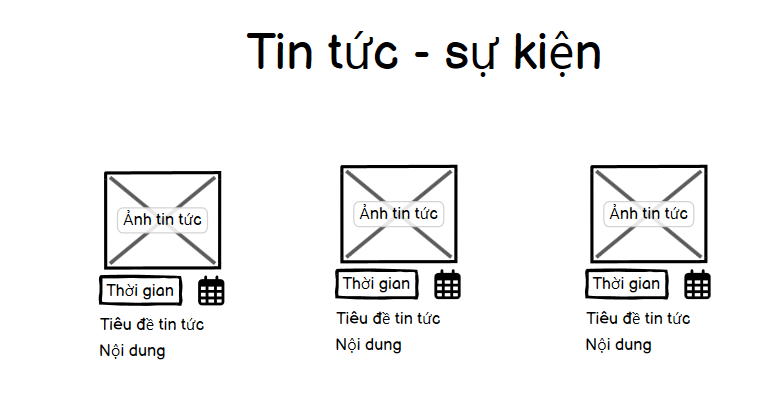 Tin tức - sự kiện
Ảnh tin tức
Thời gian
Tiêu đề tin tức
Nội dung
Ảnh tin tức
Thời gian
Tiêu đề tin tức
Nội dung
Ảnh tin tức
Thời gian
Tiêu đề tin tức
Nội dung